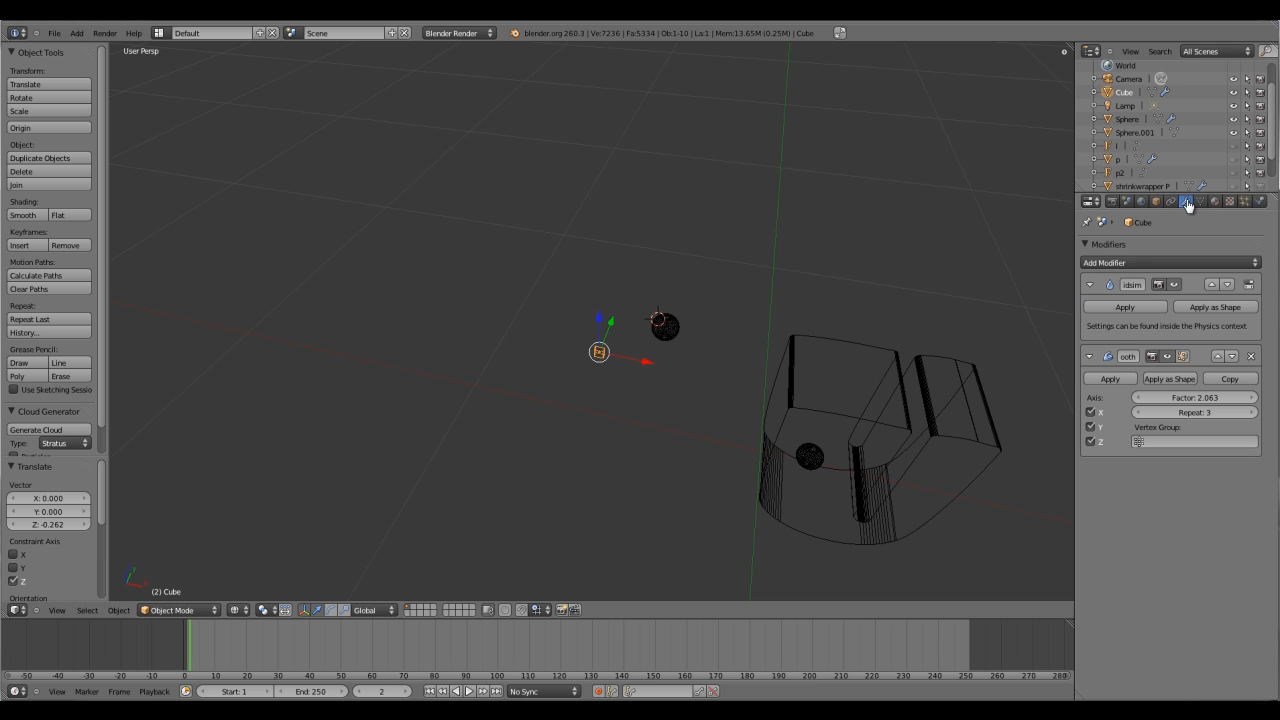 File Add Render Help Default Scene Blender Render blender.org 260.3 | Ve:7236 | Fa:5334 | Ob:1-10 | La:1 | Mem:13.65M (0.25M) | Cube
Object Tools
Transform:
Translate
Rotate
Scale
Origin
Object:
Duplicate Objects
Delete
Join
Shading:
Smooth Flat
Keyframes:
Insert Remove
Motion Paths:
Calculate Paths
Clear Paths
Repeat:
Repeat Last
History...
Grease Pencil:
Draw Line
Poly Erase
Use Sketching Sessio
Cloud Generator
Generate Cloud
Type: Stratus
Translate
Vector
X: 0.000
Y: 0.000
Z: -0.262
Constraint Axis
X
Y
Z
Orientation
User Persp
(2) Cube
View Select Object Object Mode Global
View Search All Scenes
World
Camera
Cube
Lamp
Sphere
Sphere.001
l
p
p2
shrinkwrapper P
Cube
Modifiers
Add Modifier
idsim
Apply Apply as Shape
Settings can be found inside the Physics context
ooth
Apply Apply as Shape Copy
Axis: Factor: 2.063
X Repeat: 3
Y Vertex Group:
Z
-50 -40 -30 -20 -10 0 10 20 30 40 50 60 70 80 90 100 110 120 130 140 150 160 170 180 190 200 210 220 230 240 250 260 270 280
View Marker Frame Playback Start: 1 End: 250 2 No Sync